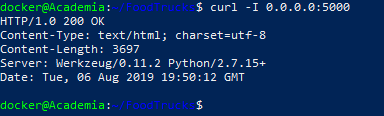 docker@Academia: $ curl -I 0.0.0.0:5000
HTTP/1.0 200 OK
Content-Type: text/html; charset=utf-8
Content-Length: 3697
Server: Werkzeug/0.11.2 Python/2.7.15+
Date: Tue, 06 Aug 2019 19:50:12 GMT
docker@Academia: $